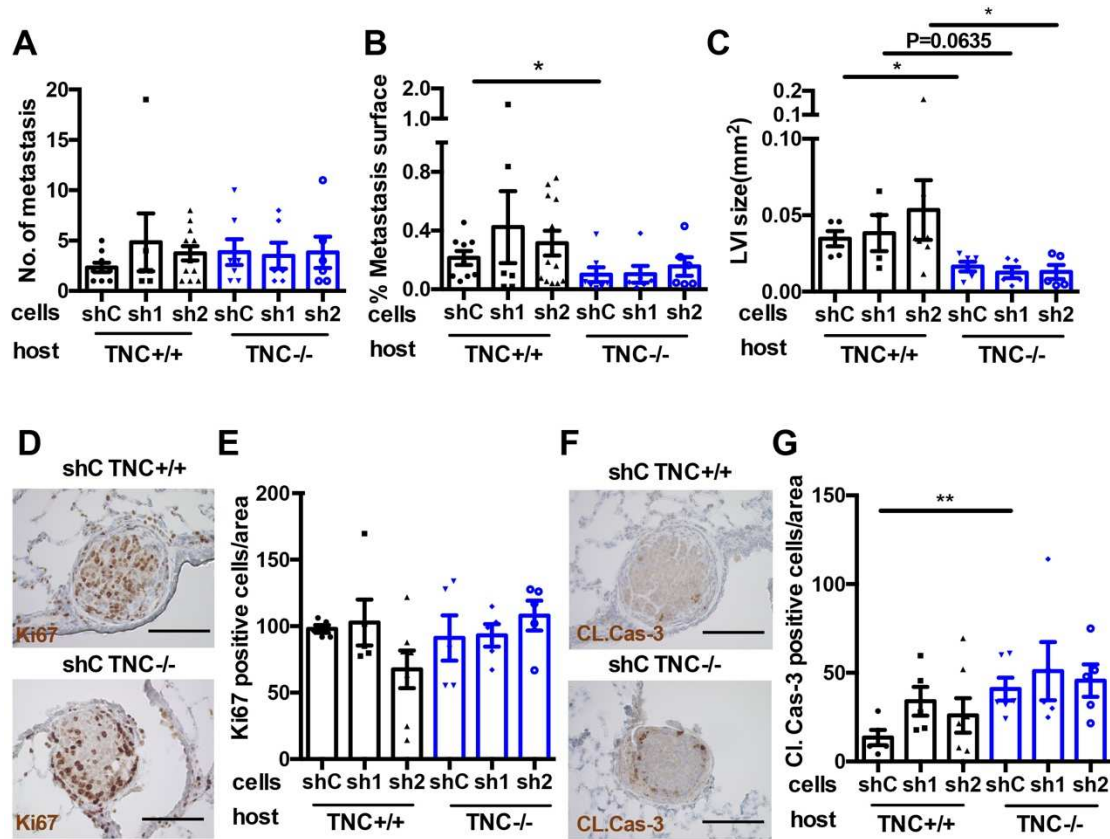 A
No. of metastasis
20
15
10
5
0
cells shC sh1 sh2 shC sh1 sh2
host TNC+/+ TNC-/-
B
% Metastasis surface
*
2.0
1.0
0.8
0.4
0.0
cells shC sh1 sh2 shC sh1 sh2
host TNC+/+ TNC-/-
C
LVI size(mm²)
*
P=0.0635
*
0.2
0.1
0.10
0.05
0.00
cells shC sh1 sh2 shC sh1 sh2
host TNC+/+ TNC-/-
D
shC TNC+/+
Ki67
shC TNC-/-
Ki67
E
Ki67 positive cells/area
200
150
100
50
0
cells shC sh1 sh2 shC sh1 sh2
host TNC+/+ TNC-/-
F
shC TNC+/+
CL.Cas-3
shC TNC-/-
CL.Cas-3
G
Cl. Cas-3 positive cells/area
**
150
100
50
0
cells shC sh1 sh2 shC sh1 sh2
host TNC+/+ TNC-/-